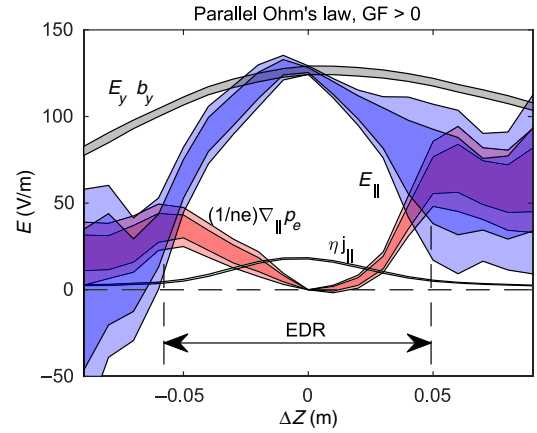 Parallel Ohm's law, GF > 0
150
100
50
0
−50
E (V/m)
E_y b_y
E_∥
(1/ne)∇_∥ p_e
η j_∥
EDR
−0.05
0
0.05
ΔZ (m)